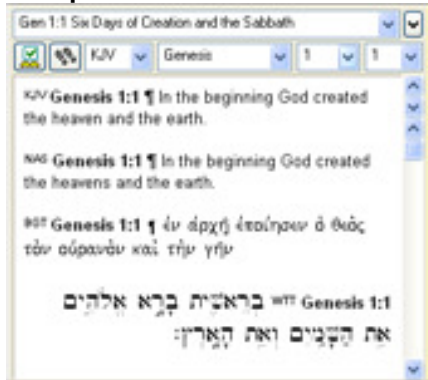 Gen 1:1 Six Days of Creation and the Sabbath
KJV Genesis 1 1
KJV Genesis 1:1 ¶ In the beginning God created
the heaven and the earth.
NAS Genesis 1:1 ¶ In the beginning God created
the heavens and the earth.
BGT Genesis 1:1 ¶ ἐν ἀρχῇ ἐποίησεν ὁ θεὸς
τὸν οὐρανὸν καὶ τὴν γῆν
WTT Genesis 1:1 בְּרֵאשִׁית בָּרָא אֱלֹהִים
אֵת הַשָּׁמַיִם וְאֵת הָאָרֶץ׃